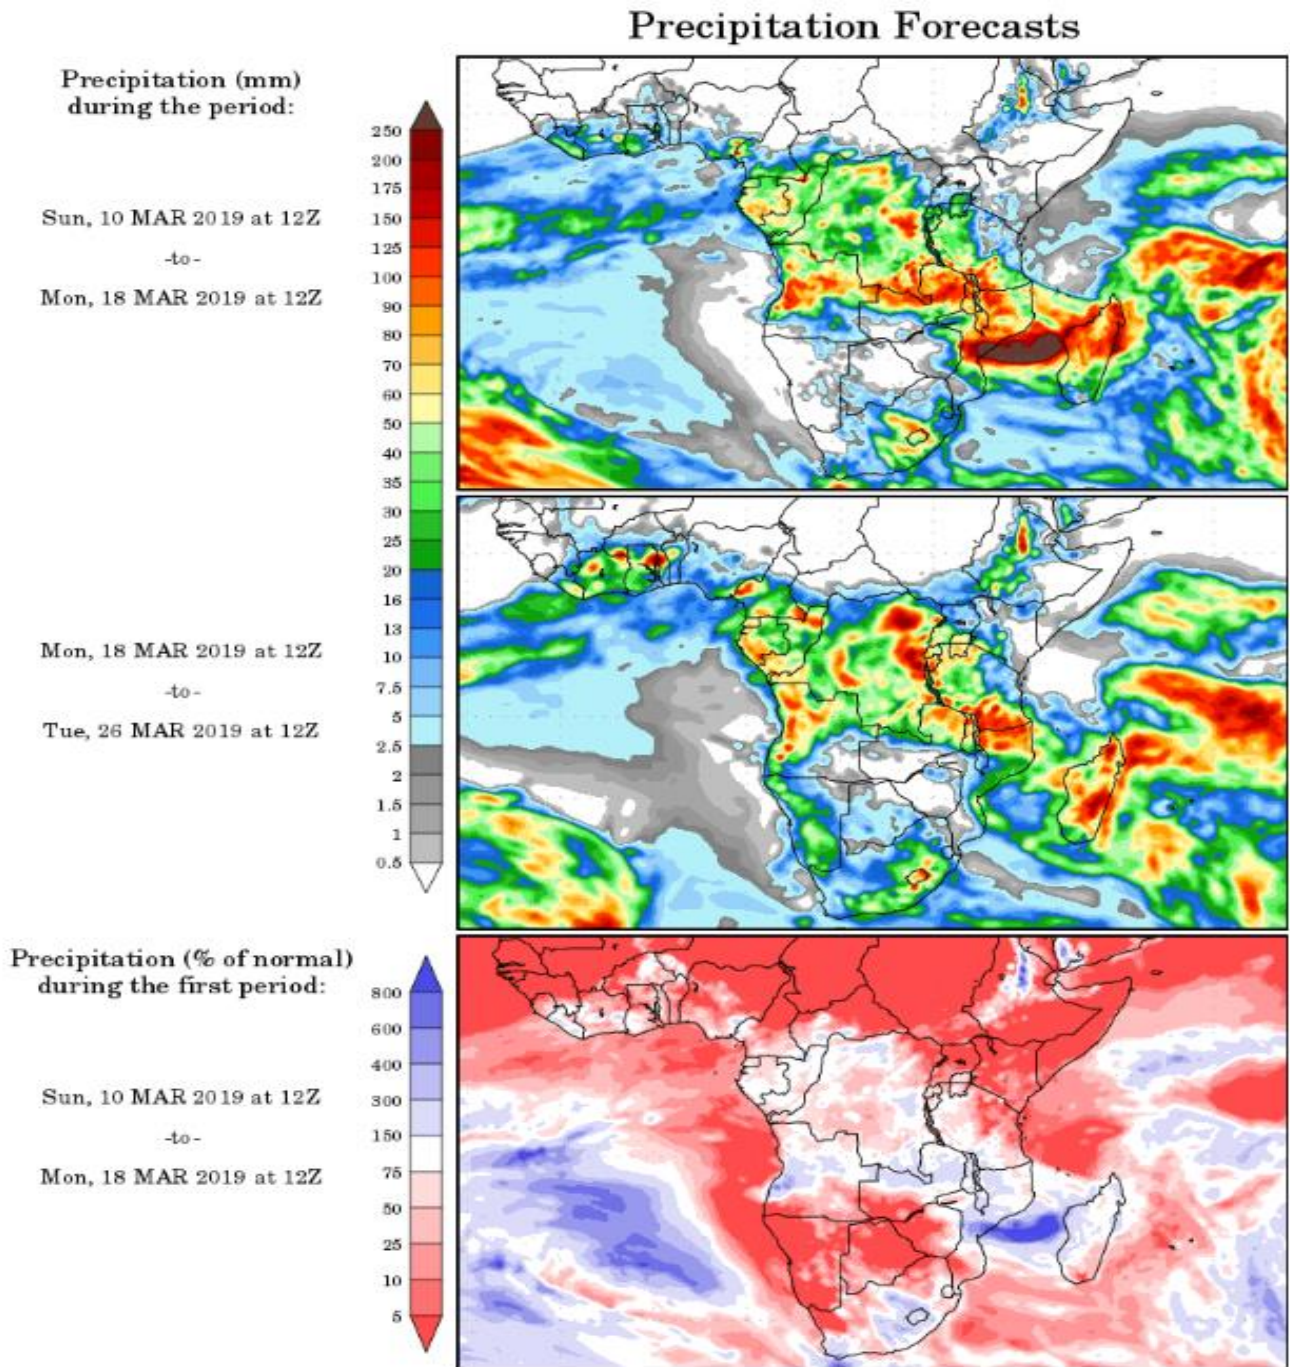 Precipitation Forecasts
Precipitation (mm)
during the period:
Sun, 10 MAR 2019 at 12Z
-to-
Mon, 18 MAR 2019 at 12Z
250
200
175
150
125
100
90
80
70
60
50
40
35
30
25
20
16
13
10
7.5
5
2.5
2
1.5
1
0.5
Mon, 18 MAR 2019 at 12Z
-to-
Tue, 26 MAR 2019 at 12Z
Precipitation (% of normal)
during the first period:
Sun, 10 MAR 2019 at 12Z
-to-
Mon, 18 MAR 2019 at 12Z
800
600
400
300
150
75
50
25
10
5